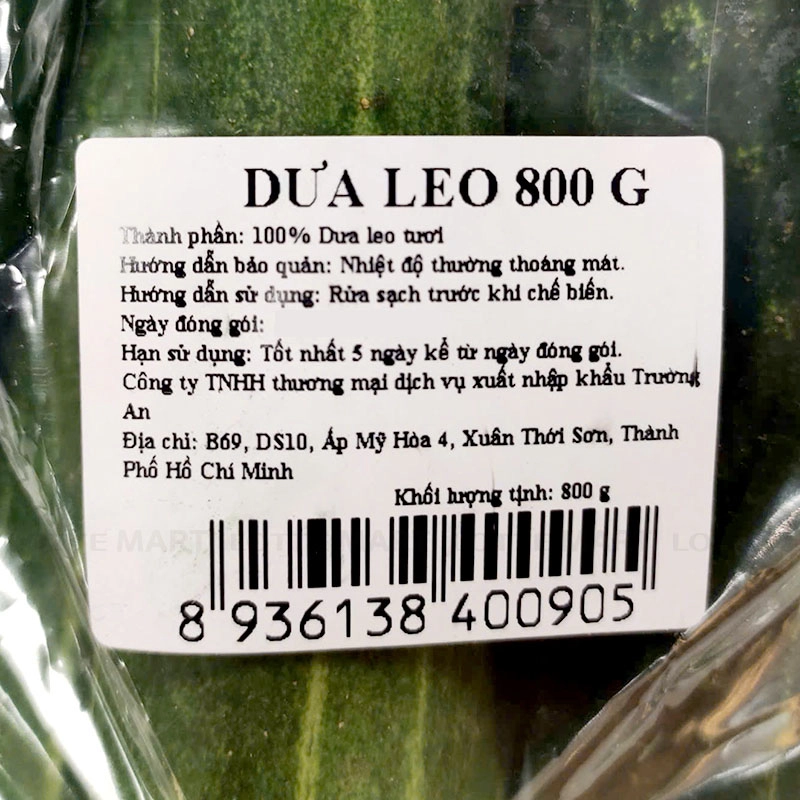 DƯA LEO 800 G
Thành phần: 100% Dưa leo tươi
Hướng dẫn bảo quản: Nhiệt độ thường thoáng mát.
Hướng dẫn sử dụng: Rửa sạch trước khi chế biến.
Ngày đóng gói:
Hạn sử dụng: Tốt nhất 5 ngày kể từ ngày đóng gói.
Công ty TNHH thương mại dịch vụ xuất nhập khẩu Trường
An
Địa chỉ: B69, DS10, Ấp Mỹ Hòa 4, Xuân Thới Sơn, Thành
Phố Hồ Chí Minh
Khối lượng tịnh: 800 g
8 936138 400905